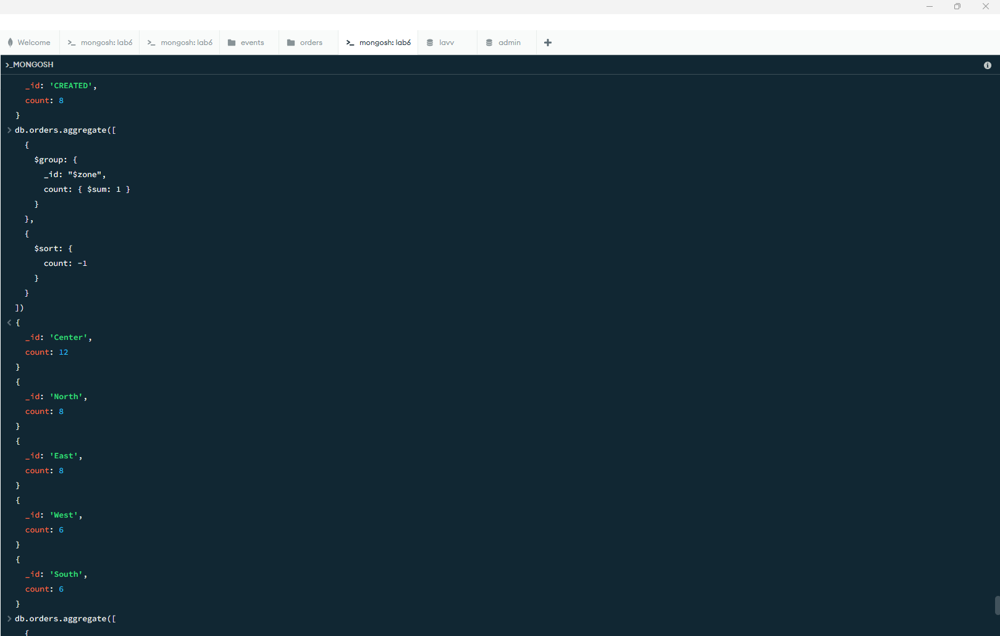 Welcome
mongosh: lab6
mongosh: lab6
events
orders
mongosh: lab6
lavv
admin
>_MONGOSH
_id: 'CREATED',
count: 8
}
db.orders.aggregate([
{
$group: {
_id: "$zone",
count: { $sum: 1 }
}
},
{
$sort: {
count: -1
}
}
])
{
_id: 'Center',
count: 12
}
{
_id: 'North',
count: 8
}
{
_id: 'East',
count: 8
}
{
_id: 'West',
count: 6
}
{
_id: 'South',
count: 6
}
db.orders.aggregate([
{